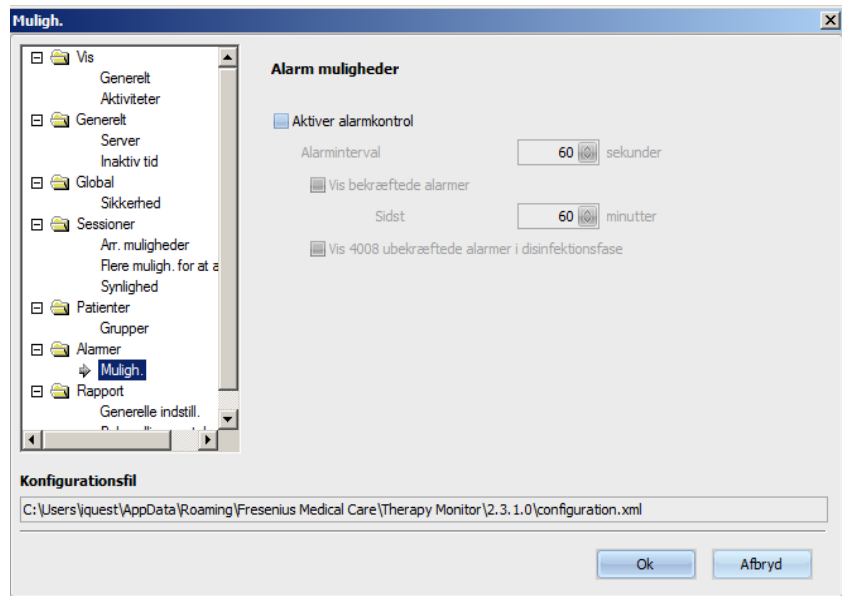 Muligh.
Vis
Generelt
Aktiviteter
Generelt
Server
Inaktiv tid
Global
Sikkerhed
Sessioner
Arr. muligheder
Flere muligh. for at a
Synlighed
Patienter
Grupper
Alarmer
Muligh.
Rapport
Generelle indstill.
Alarm muligheder
Aktiver alarmkontrol
Alarminterval 60 sekunder
Vis bekræftede alarmer
Sidst 60 minutter
Vis 4008 ubekræftede alarmer i disinfektionsfase
Konfigurationsfil
C:\Users\iquest\AppData\Roaming\Fresenius Medical Care\Therapy Monitor\2.3.1.0\configuration.xml
Ok Afbryd